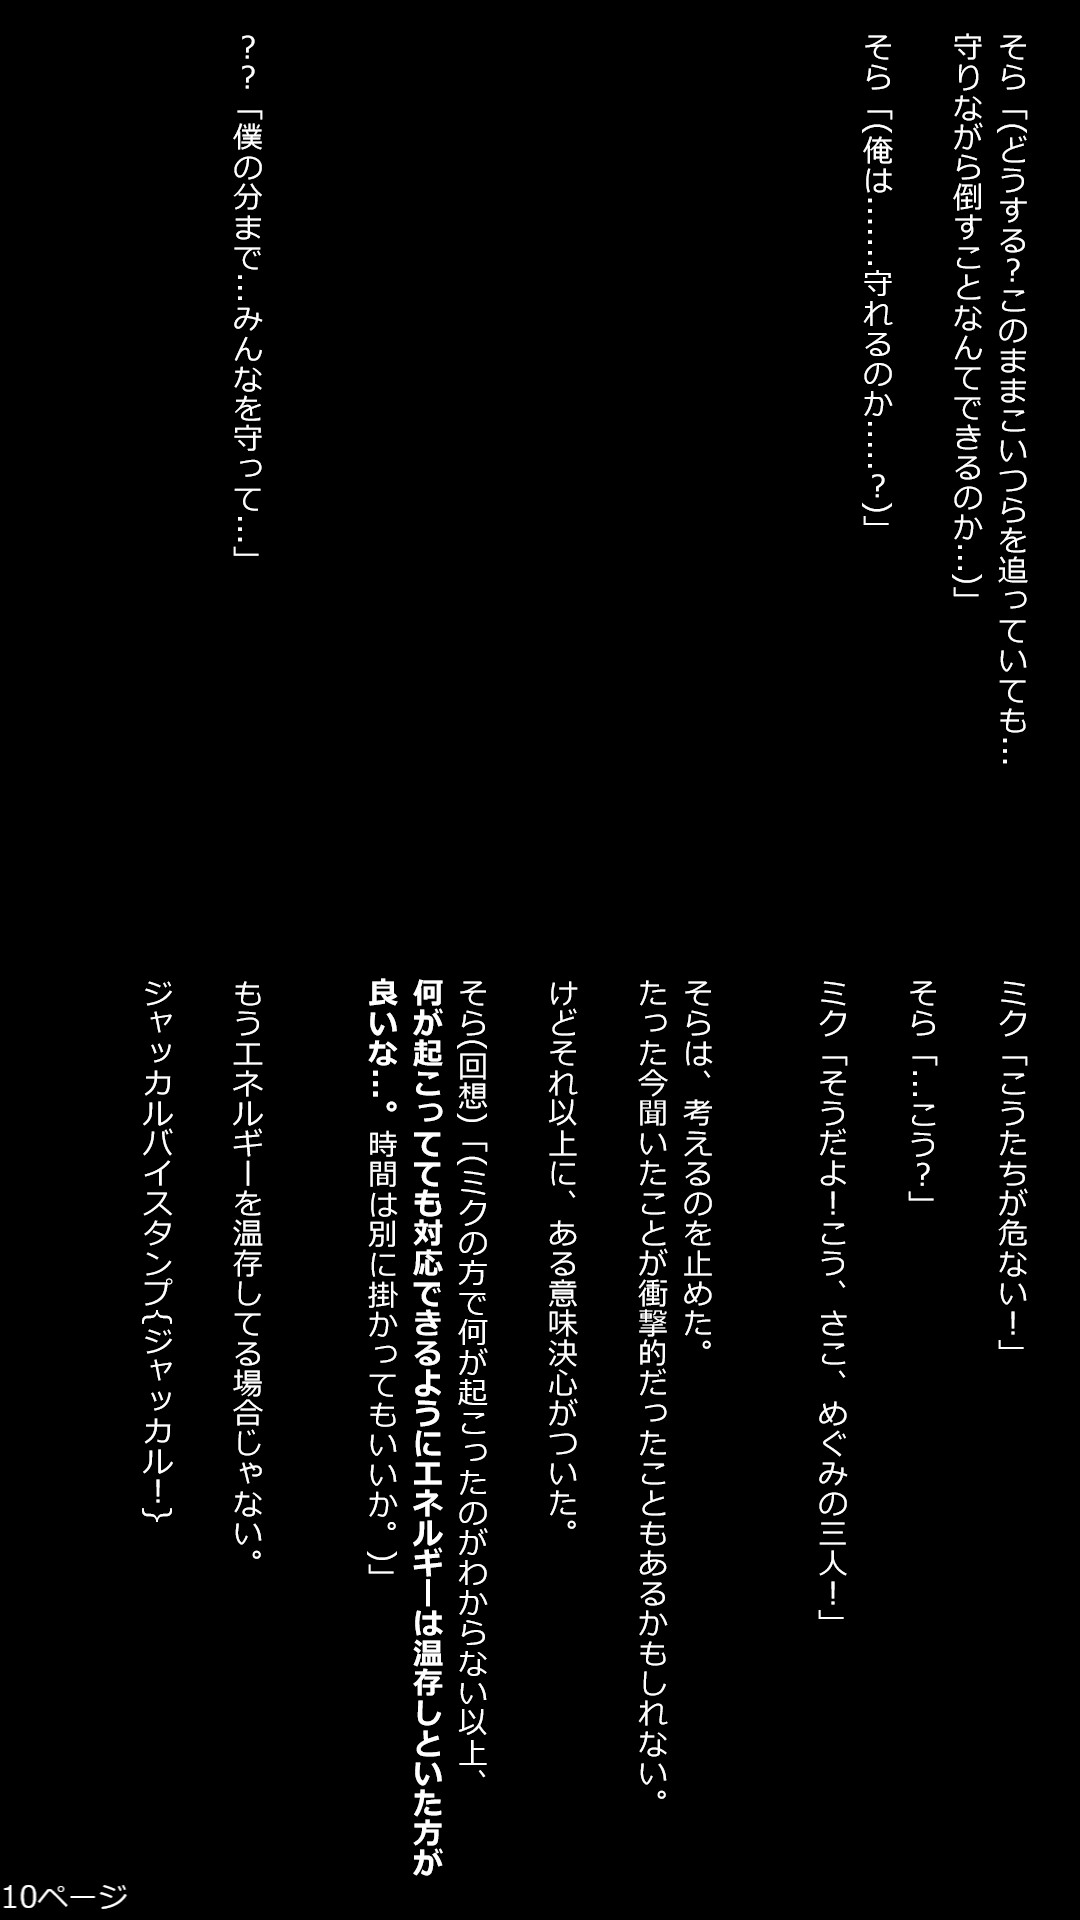 そら「(どうする？このままこいつらを追っていても…
守りながら倒すことなんてできるのか…)」
そら「(俺は……守れるのか……？)」
？？「僕の分まで…みんなを守って…」
ミク「こうたちが危ない！」
そら「…こう？」
ミク「そうだよ！こう、さこ、めぐみの三人！」
そらは、考えるのを止めた。
たった今聞いたことが衝撃的だったこともあるかもしれない。
けどそれ以上に、ある意味決心がついた。
そら(回想)「(ミクの方で何が起こったのがわからない以上、
何が起こってても対応できるようにエネルギーは温存しといた方が
良いな…。時間は別に掛かってもいいか。)」
もうエネルギーを温存してる場合じゃない。
ジャッカルバイスタンプ{ジャッカル！}
10ページ